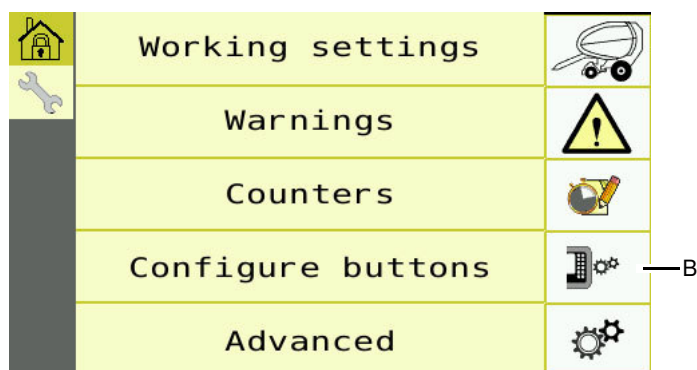 Working settings
Warnings
Counters
Configure buttons
B
Advanced